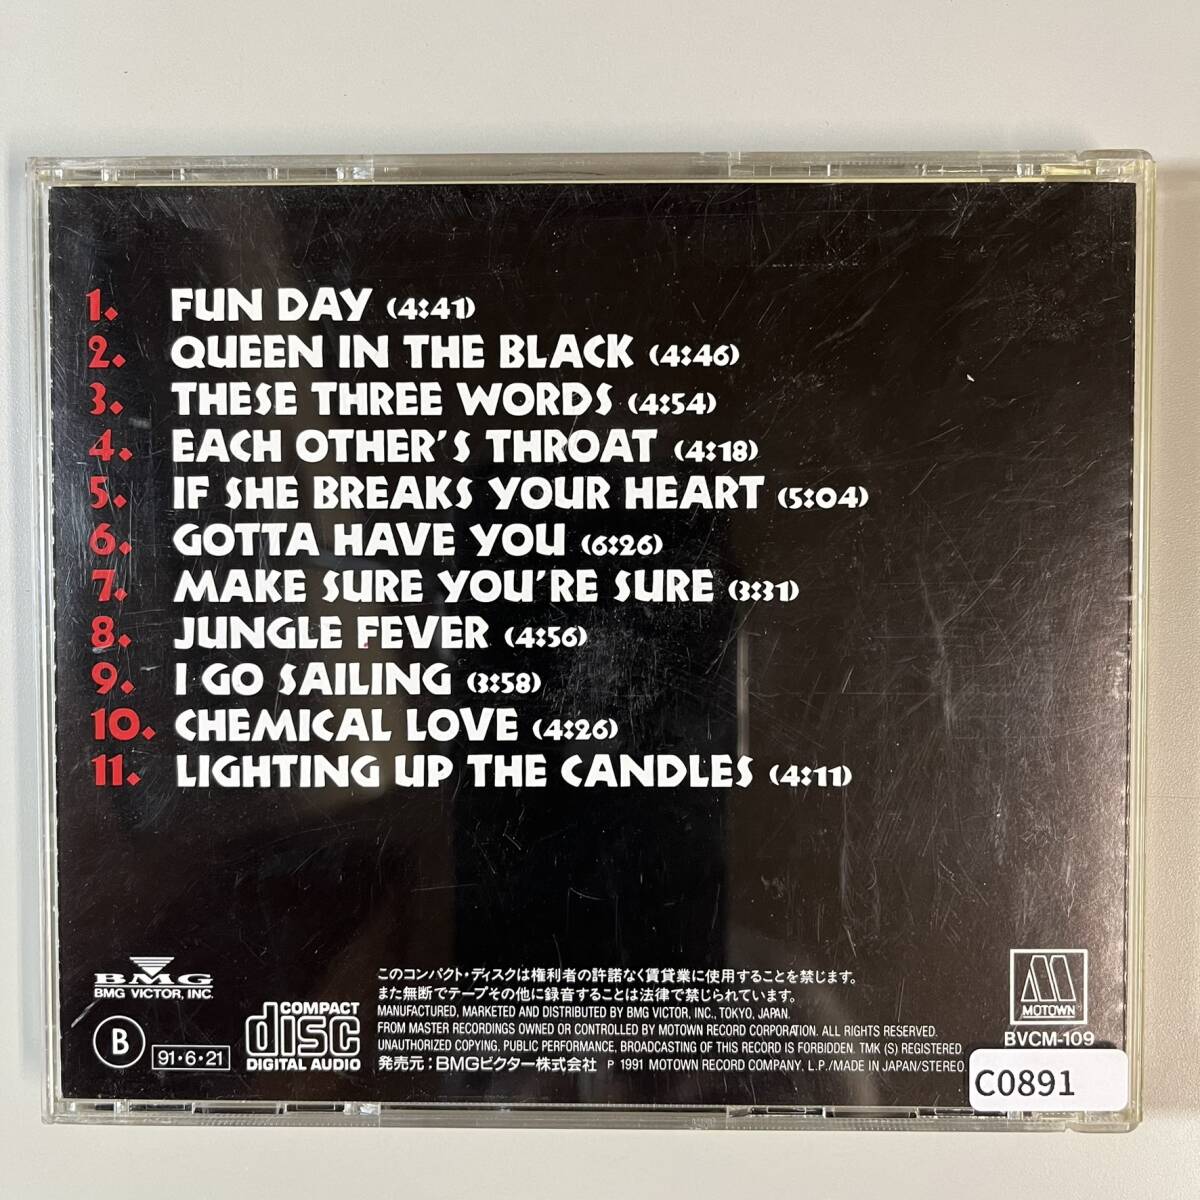 1. FUN DAY (4:41)
2. QUEEN IN THE BLACK (4:46)
3. THESE THREE WORDS (4:54)
4. EACH OTHER'S THROAT (4:18)
5. IF SHE BREAKS YOUR HEART (5:04)
6. GOTTA HAVE YOU (6:26)
7. MAKE SURE YOU'RE SURE (3:31)
8. JUNGLE FEVER (4:56)
9. I GO SAILING (3:58)
10. CHEMICAL LOVE (4:26)
11. LIGHTING UP THE CANDLES (4:11)
BMG
BMG VICTOR, INC.
B
91・6・21
COMPACT
disc
DIGITAL AUDIO
このコンパクト・ディスクは権利者の許諾なく賃貸業に使用することを禁じます。
また無断でテープその他に録音することは法律で禁じられています。
MANUFACTURED, MARKETED AND DISTRIBUTED BY BMG VICTOR, INC., TOKYO, JAPAN.
FROM MASTER RECORDINGS OWNED OR CONTROLLED BY MOTOWN RECORD CORPORATION. ALL RIGHTS RESERVED.
UNAUTHORIZED COPYING, PUBLIC PERFORMANCE, BROADCASTING OF THIS RECORD IS FORBIDDEN. TMK (S) REGISTERED.
発売元：BMGビクター株式会社 ℗ 1991 MOTOWN RECORD COMPANY, L.P./MADE IN JAPAN/STEREO.
MOTOWN
BVCM-109
C0891